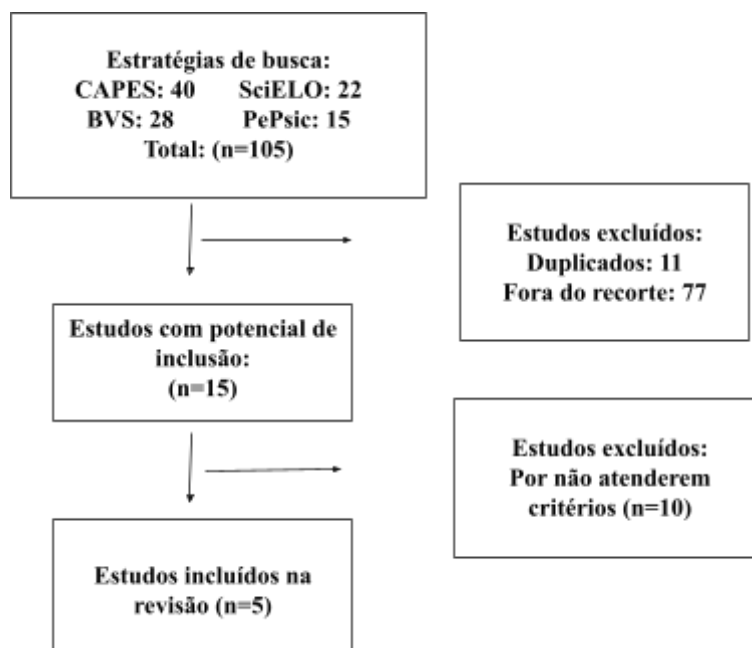 Estratégias de busca:
CAPES: 40 SciELO: 22
BVS: 28 PePsic: 15
Total: (n=105)
Estudos excluídos:
Duplicados: 11
Fora do recorte: 77
Estudos com potencial de
inclusão:
(n=15)
Estudos excluídos:
Por não atenderem
critérios (n=10)
Estudos incluídos na
revisão (n=5)